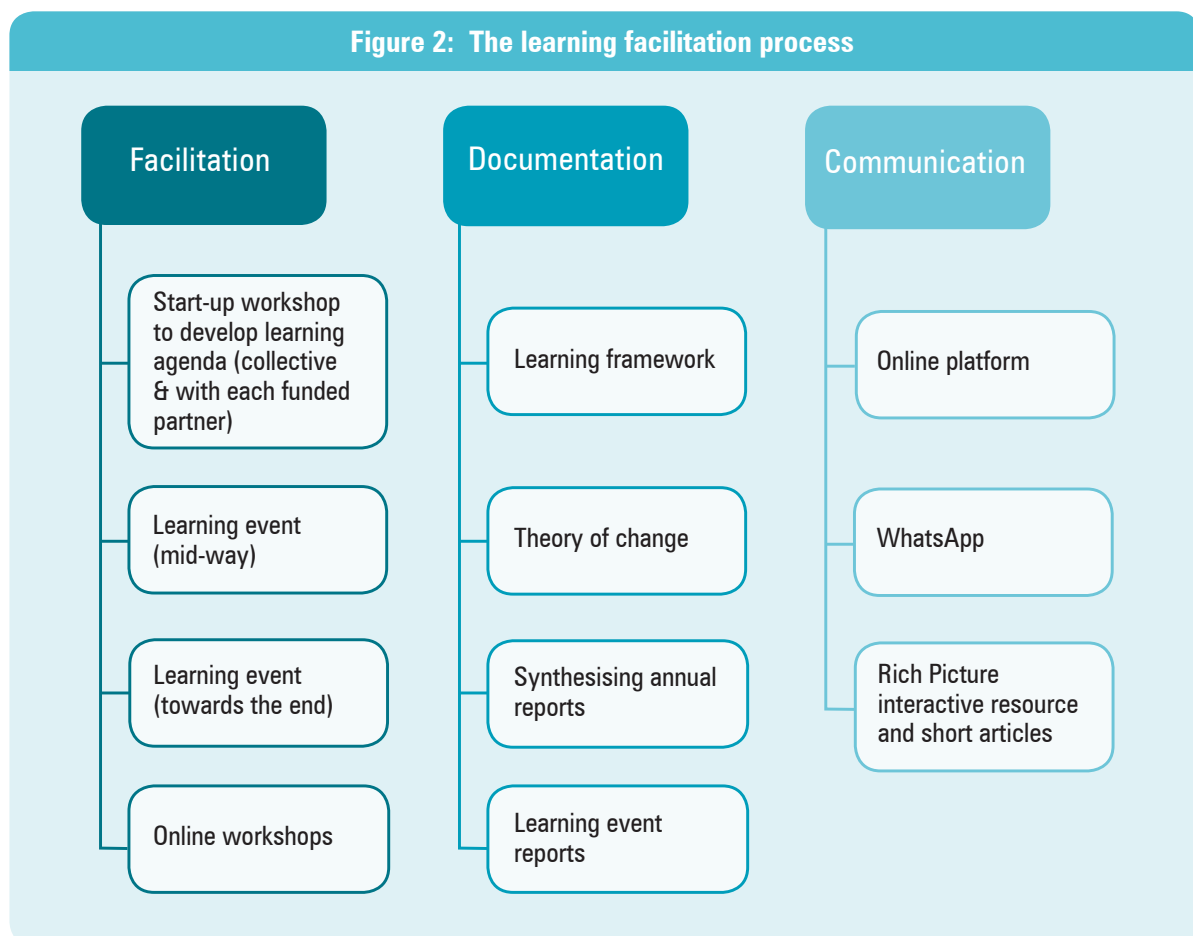 Figure 2: The learning facilitation process
Facilitation
Start-up workshop
to develop learning
agenda (collective
& with each funded
partner)
Learning event
(mid-way)
Learning event
(towards the end)
Online workshops
Documentation
Learning framework
Theory of change
Synthesising annual
reports
Learning event
reports
Communication
Online platform
WhatsApp
Rich Picture
interactive resource
and short articles